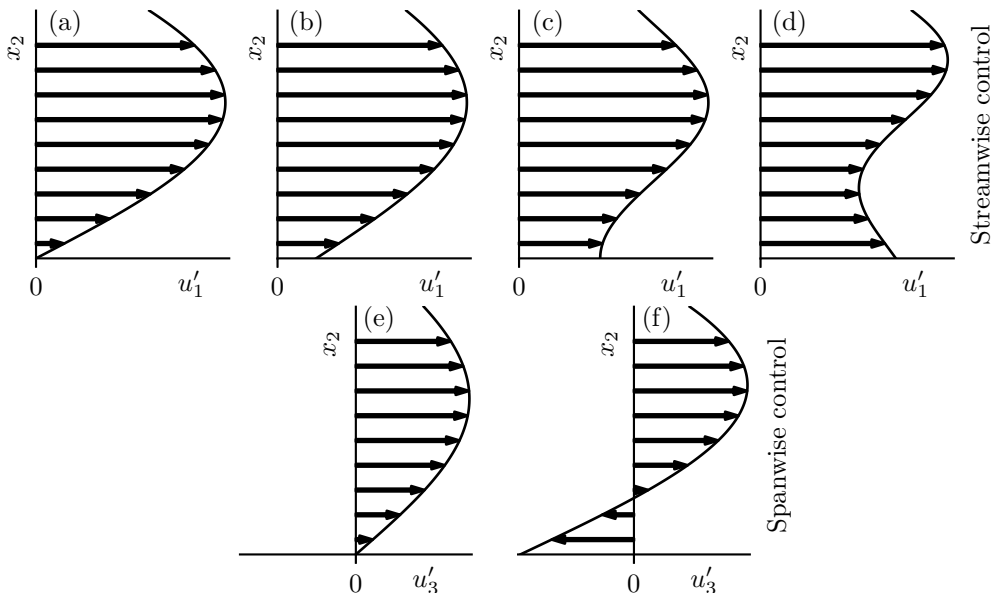 (a) (b) (c) (d)
x₂ x₂ x₂ x₂
Streamwise control
0 u′₁ 0 u′₁ 0 u′₁ 0 u′₁
(e) (f)
x₂ x₂
Spanwise control
0 u′₃ 0 u′₃